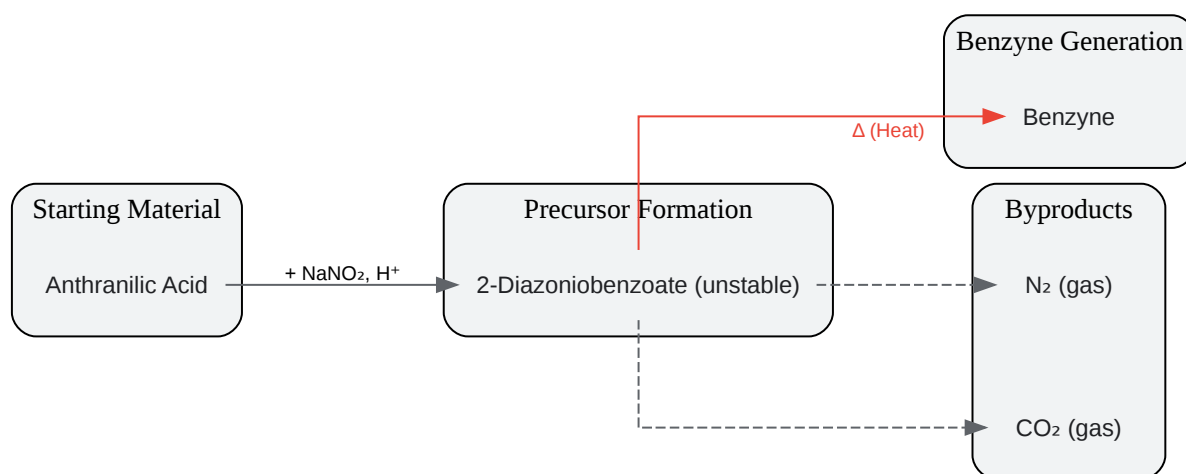 Benzyne Generation
Benzyne
Δ (Heat)
Starting Material
Precursor Formation
Byproducts
Anthranilic Acid
+ NaNO₂, H⁺
2-Diazoniobenzoate (unstable)
N₂ (gas)
CO₂ (gas)